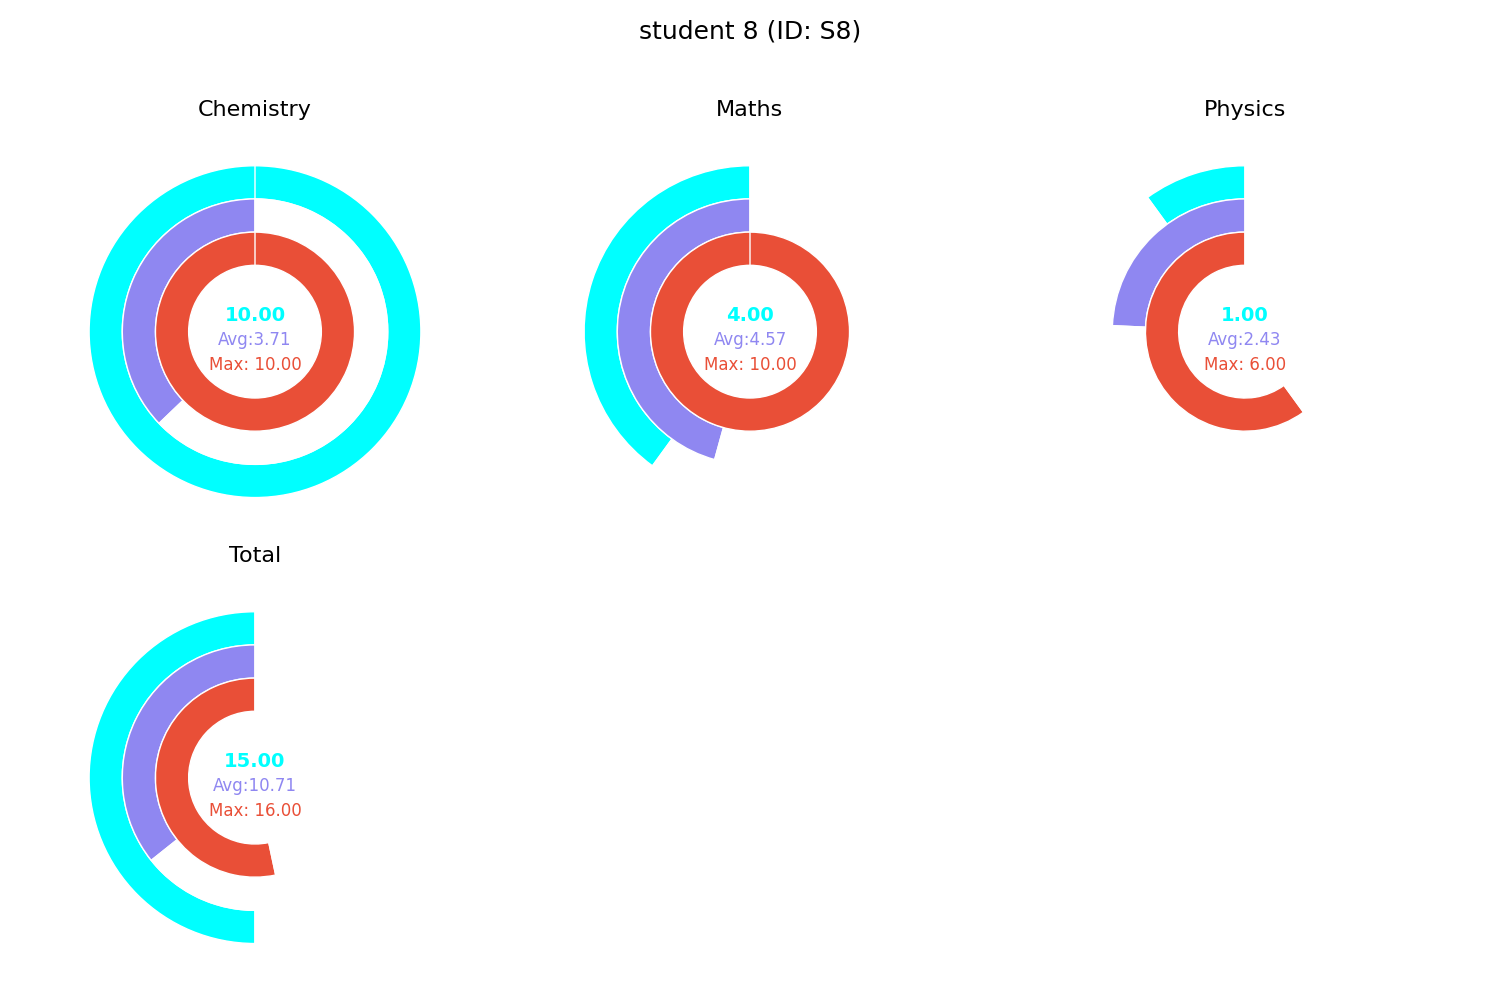 student 8 (ID: S8)
Chemistry
10.00
Avg:3.71
Max: 10.00
Maths
4.00
Avg:4.57
Max: 10.00
Physics
1.00
Avg:2.43
Max: 6.00
Total
15.00
Avg:10.71
Max: 16.00